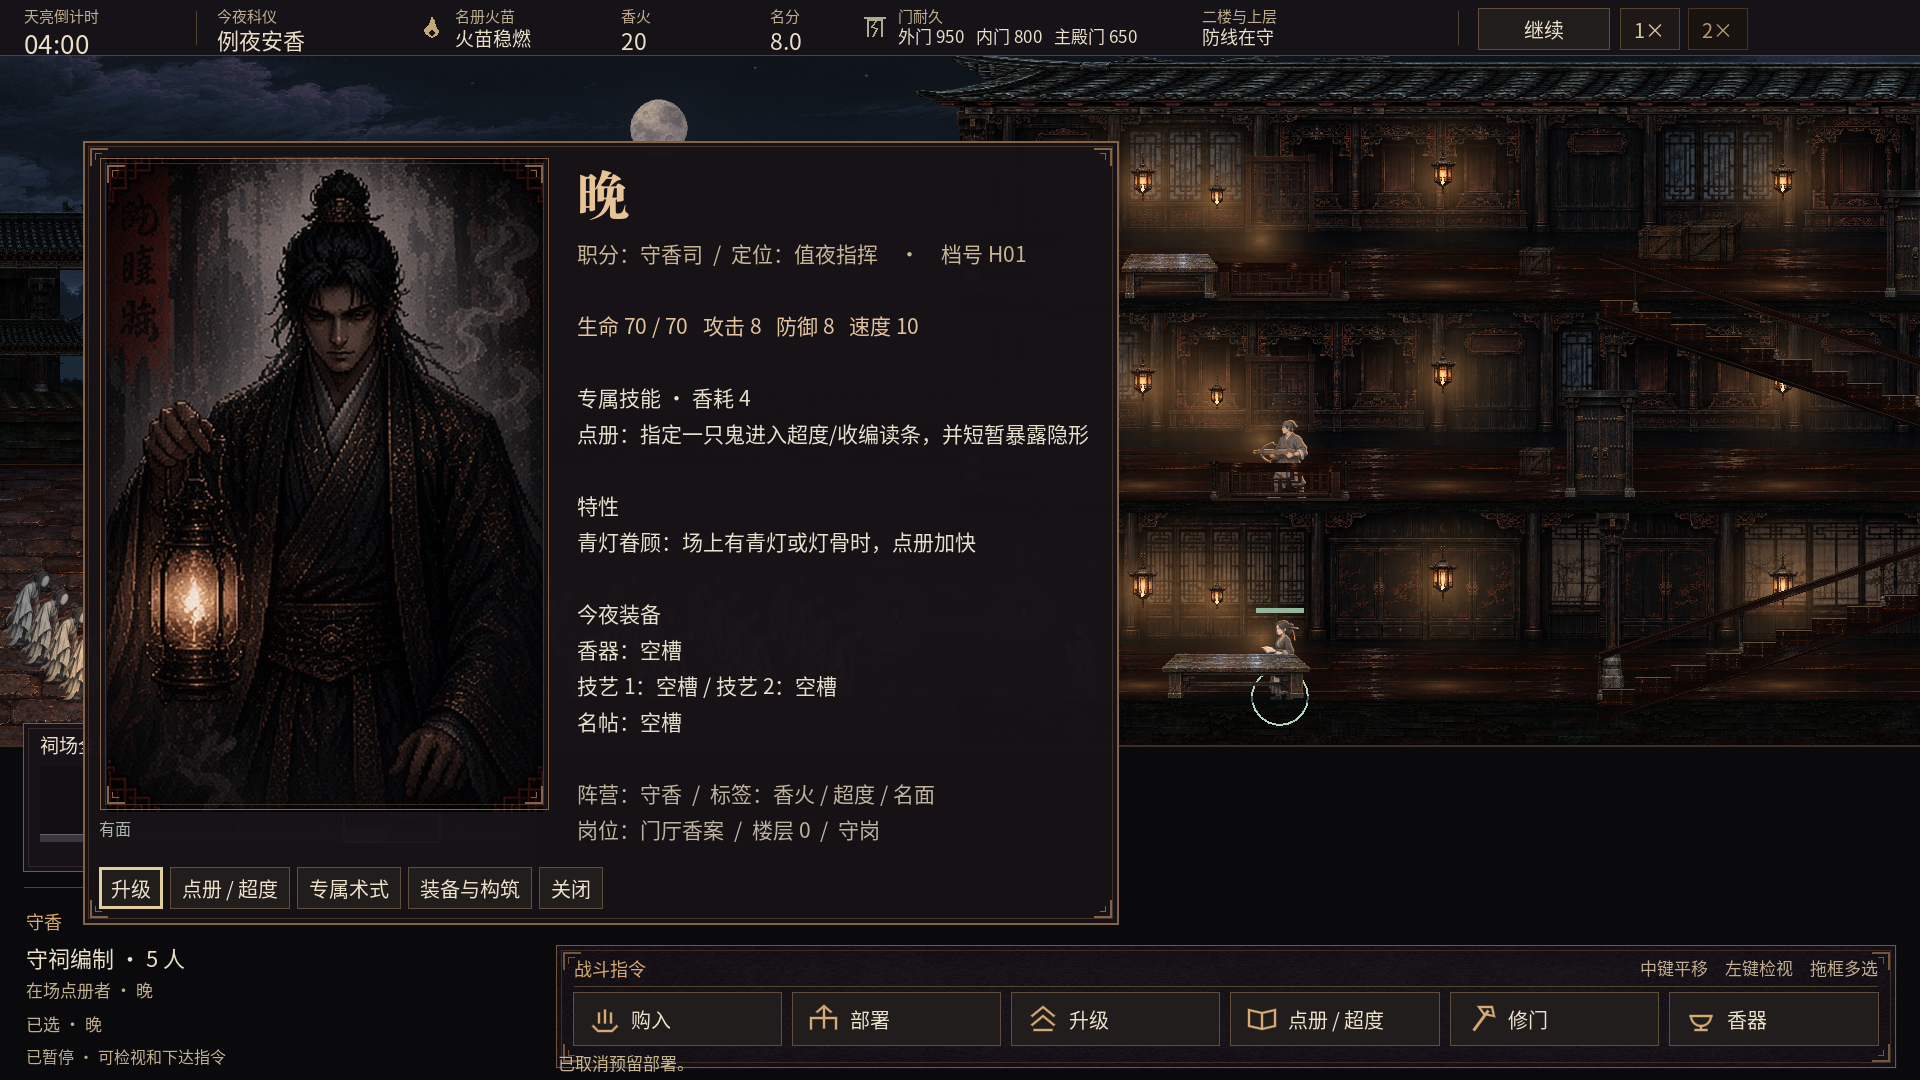 天亮倒计时
04:00
今夜科仪
例夜安香
名册火苗
火苗稳燃
香火
20
名分
8.0
门耐久
外门 950 内门 800 主殿门 650
二楼与上层
防线在守
继续
1×
2×
晚
职分：守香司 / 定位：值夜指挥 · 档号 H01
生命 70 / 70 攻击 8 防御 8 速度 10
专属技能 · 香耗 4
点册：指定一只鬼进入超度/收编读条，并短暂暴露隐形
特性
青灯眷顾：场上有青灯或灯骨时，点册加快
今夜装备
香器：空槽
技艺 1：空槽 / 技艺 2：空槽
名帖：空槽
阵营：守香 / 标签：香火 / 超度 / 名面
岗位：门厅香案 / 楼层 0 / 守岗
有面
升级
点册 / 超度
专属术式
装备与构筑
关闭
祠场
守香
守祠编制 · 5 人
在场点册者 · 晚
已选 · 晚
已暂停 · 可检视和下达指令
战斗指令
中键平移 左键检视 拖框多选
购入
部署
升级
点册 / 超度
修门
香器
已取消预留部署。